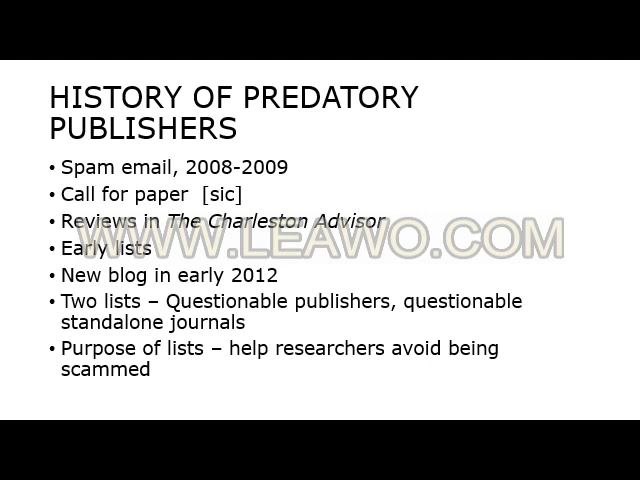 HISTORY OF PREDATORY
PUBLISHERS
• Spam email, 2008-2009
• Call for paper [sic]
• Reviews in The Charleston Advisor
WWW.LEAWO.COM
• Early lists
• New blog in early 2012
• Two lists – Questionable publishers, questionable
standalone journals
• Purpose of lists – help researchers avoid being
scammed